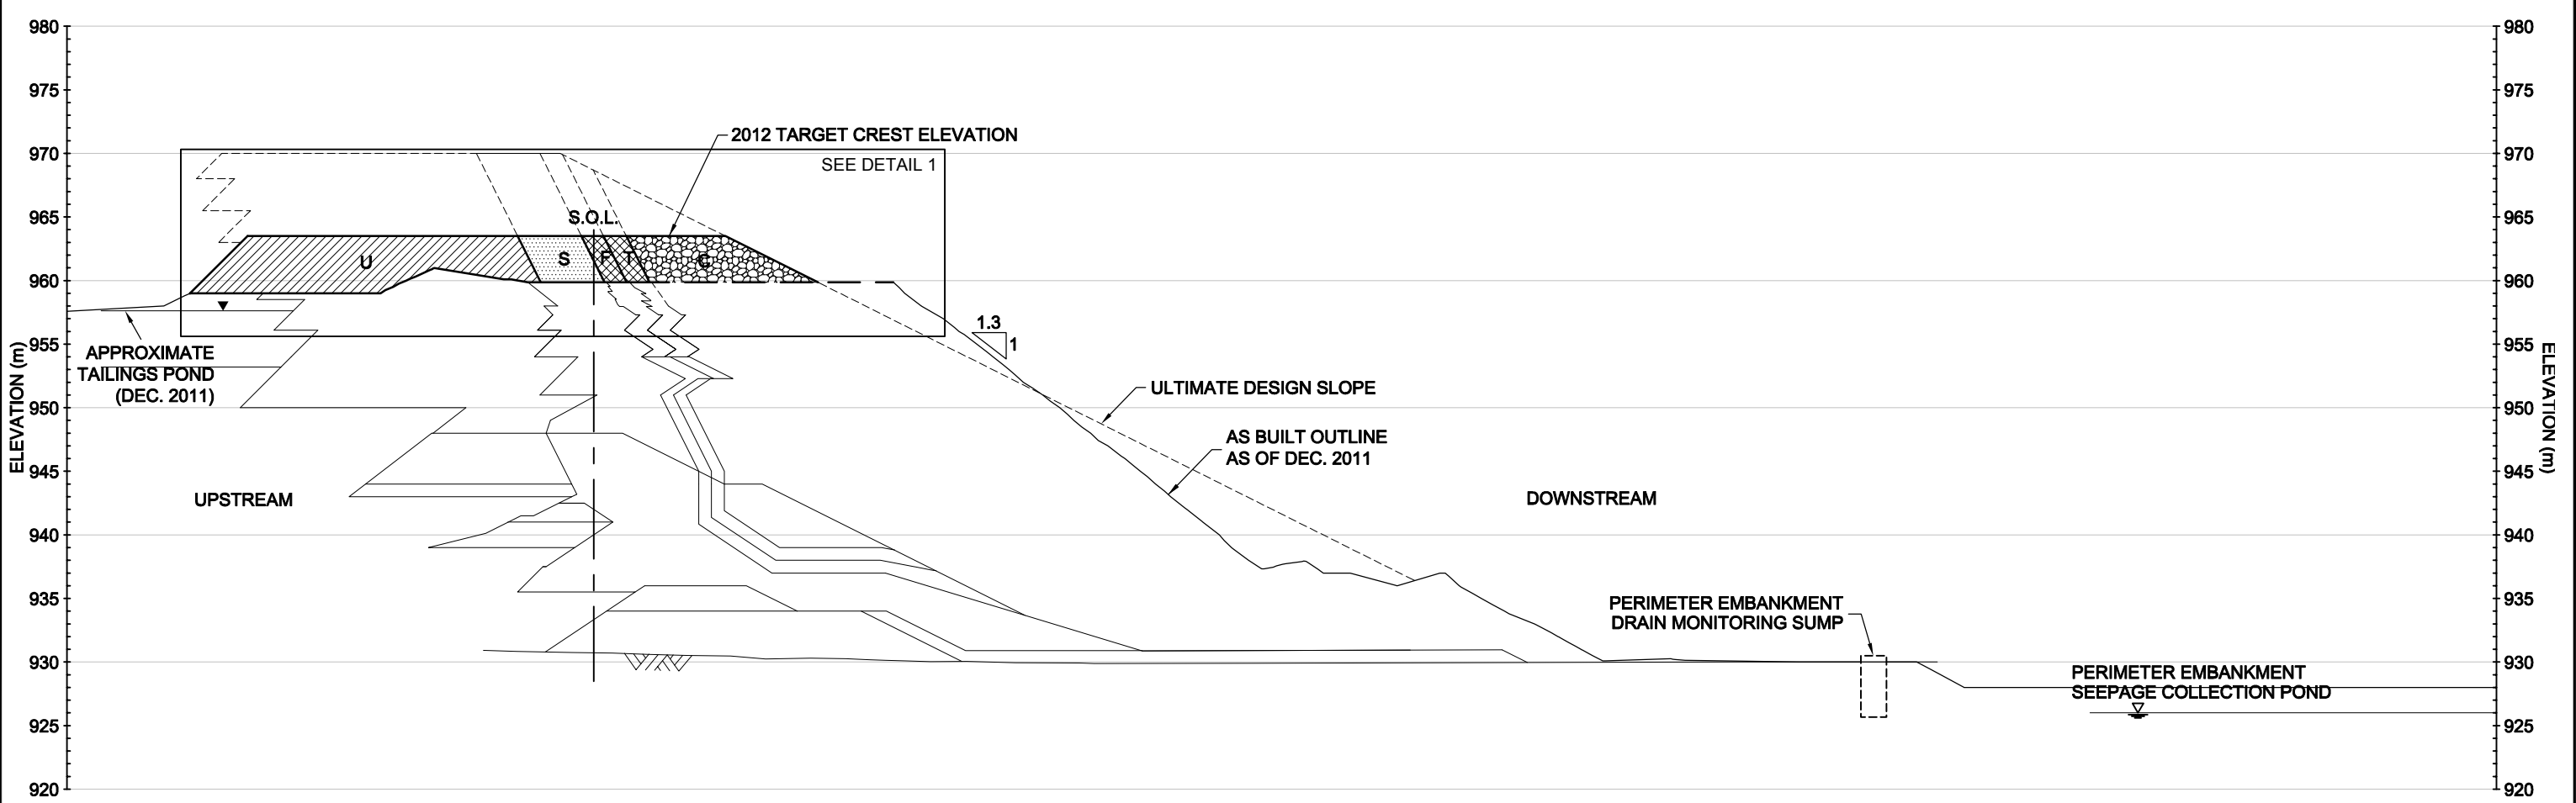 980
980
975
975
2012 TARGET CREST ELEVATION
970
SEE DETAIL 1
970
965
S.O.L.
965
U
S
F
T
C
960
960
1.3
1
955
955
APPROXIMATE
TAILINGS POND
(DEC. 2011)
ELEVATION (m)
ELEVATION (m)
ULTIMATE DESIGN SLOPE
950
950
AS BUILT OUTLINE
AS OF DEC. 2011
945
945
UPSTREAM
DOWNSTREAM
940
940
935
935
PERIMETER EMBANKMENT
DRAIN MONITORING SUMP
930
930
PERIMETER EMBANKMENT
SEEPAGE COLLECTION POND
925
925
920
920